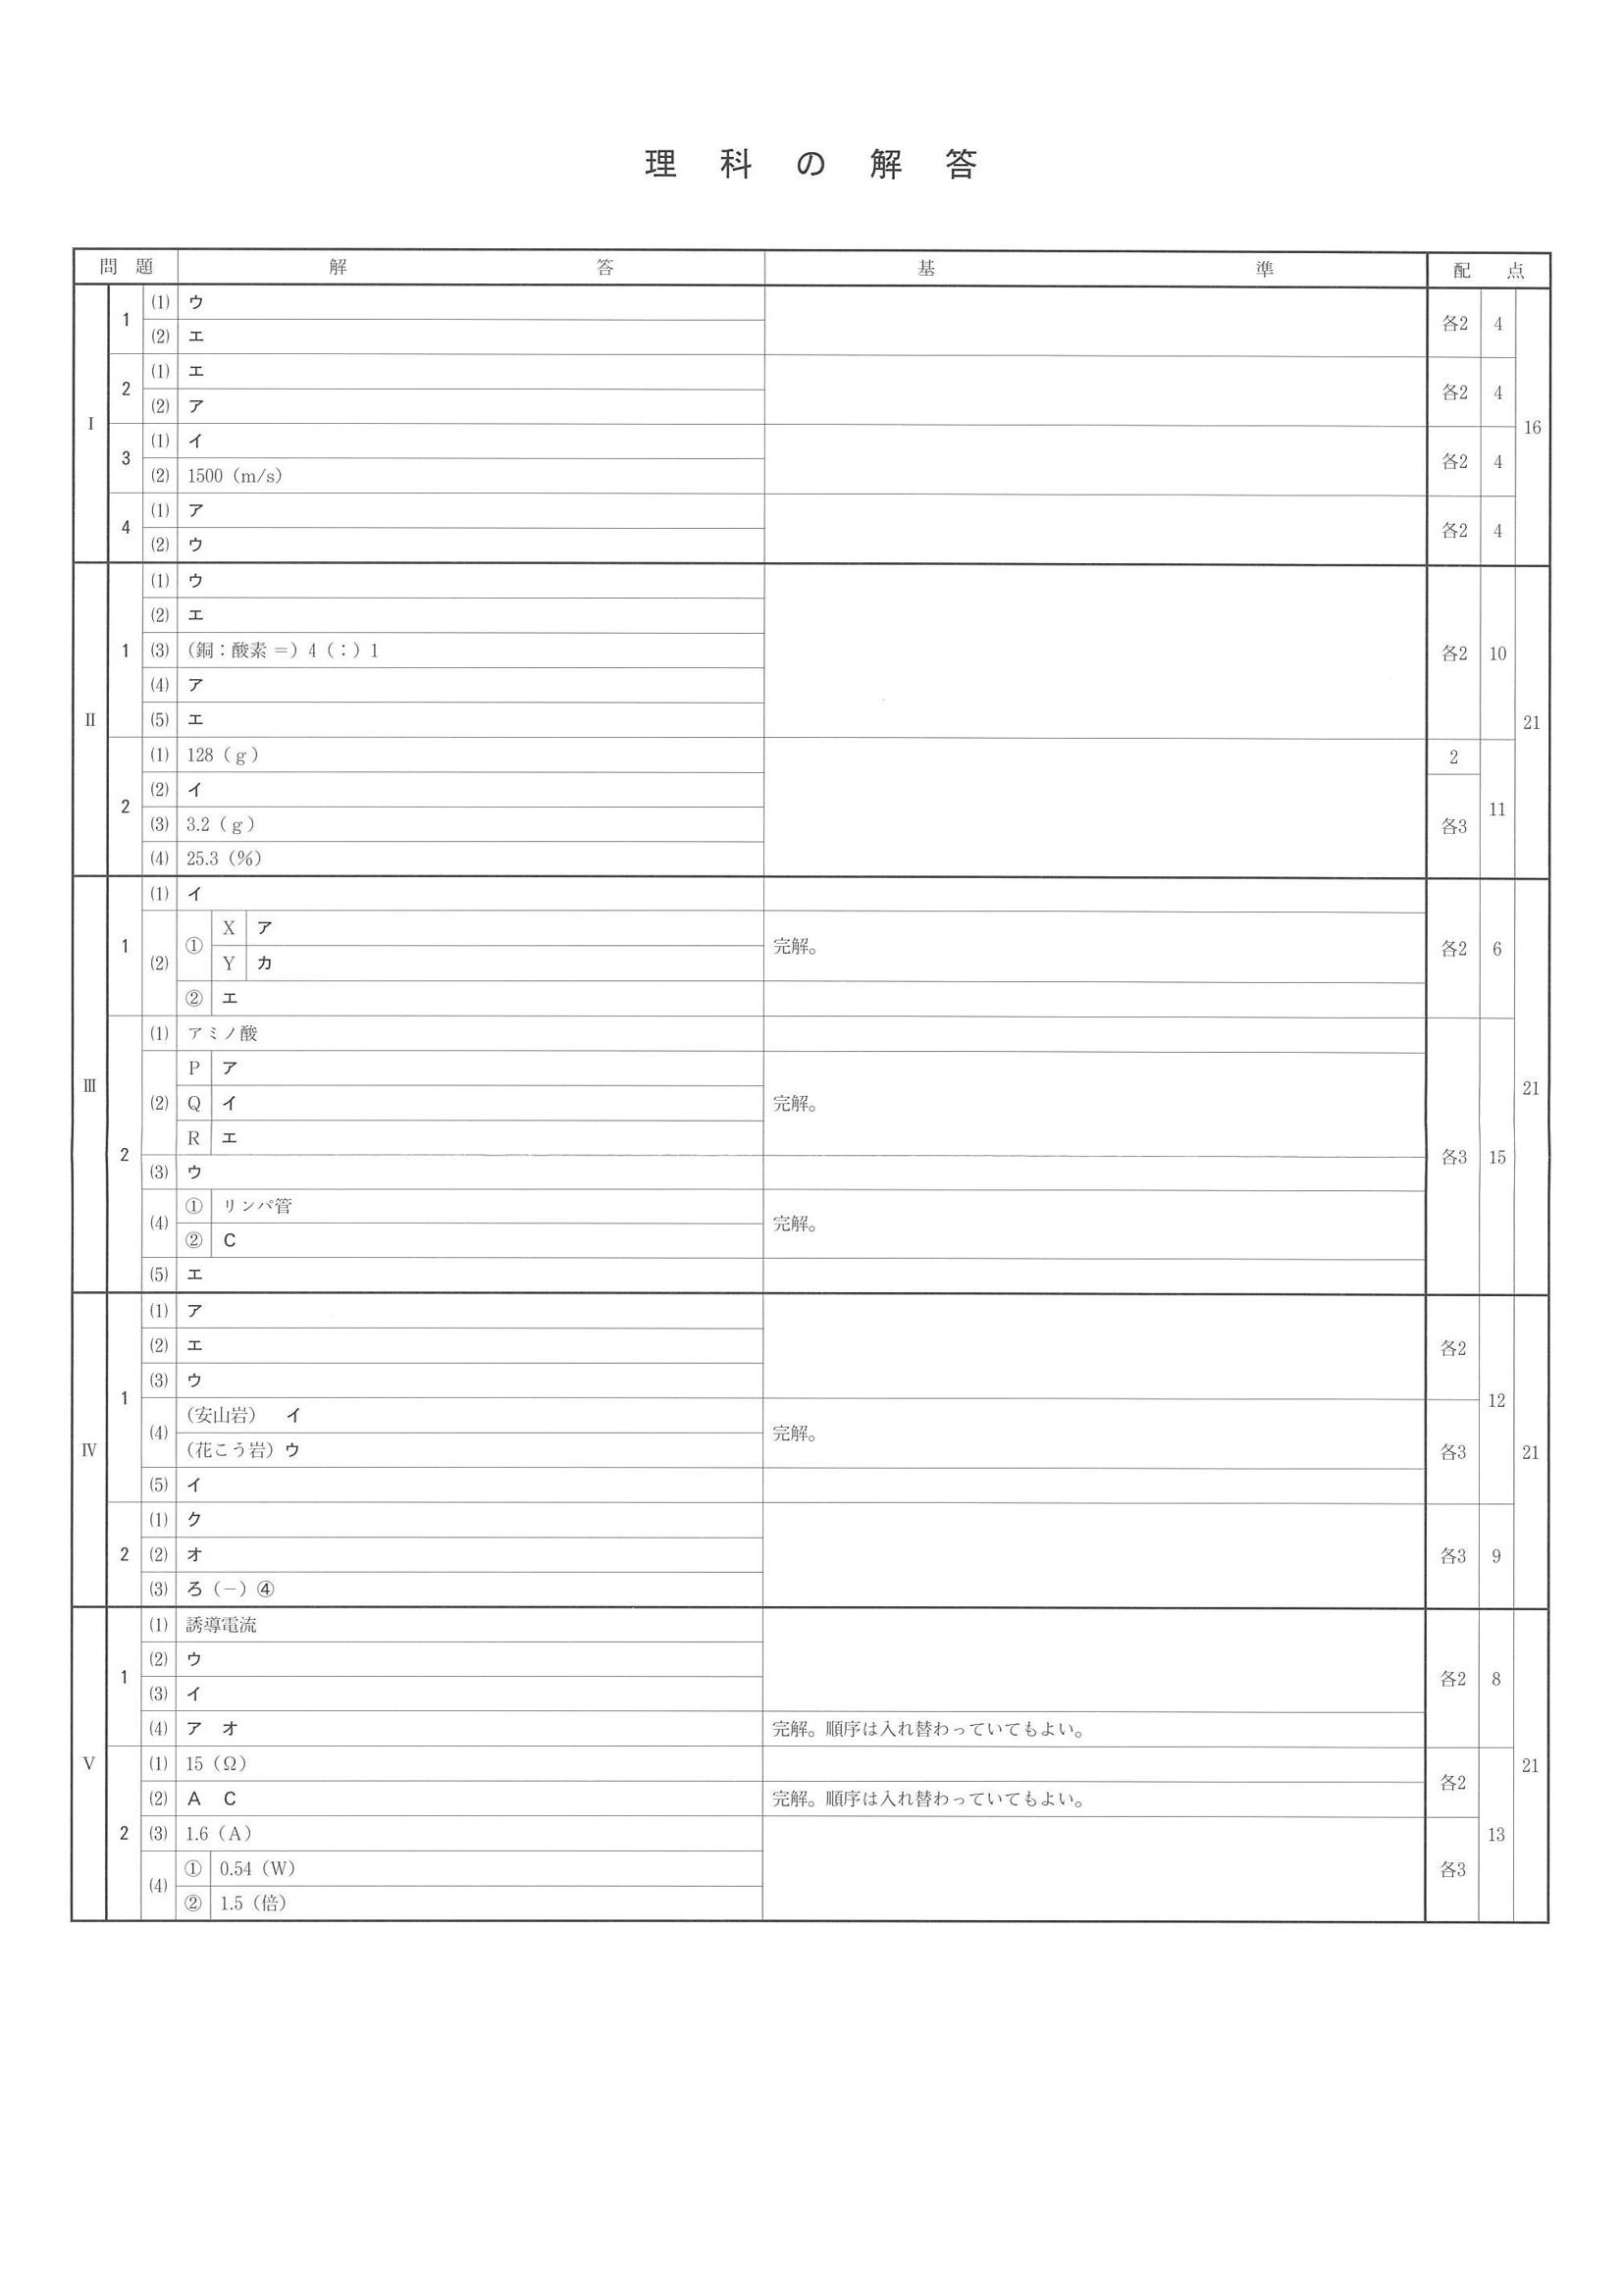 理科の解答
問題 解答 基準 配点
Ⅰ 1 (1) ウ 各2 4 16
(2) エ
2 (1) エ 各2 4
(2) ア
3 (1) イ 各2 4
(2) 1500（m/s）
4 (1) ア 各2 4
(2) ウ
Ⅱ 1 (1) ウ 各2 10 21
(2) エ
(3) （銅：酸素 =）4（：）1
(4) ア
(5) エ
2 (1) 128（g） 2 11
(2) イ 各3
(3) 3.2（g）
(4) 25.3（%）
Ⅲ 1 (1) イ 各2 6 21
(2) ① X ア 完解。
Y カ
② エ
2 (1) アミノ酸 各3 15
(2) P ア 完解。
Q イ
R エ
(3) ウ
(4) ① リンパ管 完解。
② C
(5) エ
Ⅳ 1 (1) ア 各2 12 21
(2) エ
(3) ウ
(4) （安山岩） イ 完解。 各3
（花こう岩）ウ
(5) イ
2 (1) ク 各3 9
(2) オ
(3) ろ（－）④
Ⅴ 1 (1) 誘導電流 各2 8 21
(2) ウ
(3) イ
(4) ア オ 完解。順序は入れ替わっていてもよい。
2 (1) 15（Ω） 各2 13
(2) A C 完解。順序は入れ替わっていてもよい。
(3) 1.6（A） 各3
(4) ① 0.54（W）
② 1.5（倍）